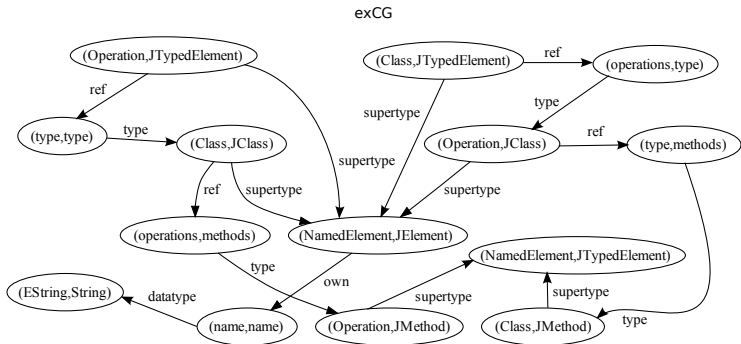 exCG
(Operation,JTypedElement)
(Class,JTypedElement)
ref
(operations,type)
ref
supertype
type
(type,type)
type
(Class,JClass)
supertype
(Operation,JClass)
ref
(type,methods)
ref
supertype
supertype
(operations,methods)
(NamedElement,JElement)
(NamedElement,JTypedElement)
type
own
(EString,String)
datatype
supertype
supertype
(name,name)
(Operation,JMethod)
(Class,JMethod)
type